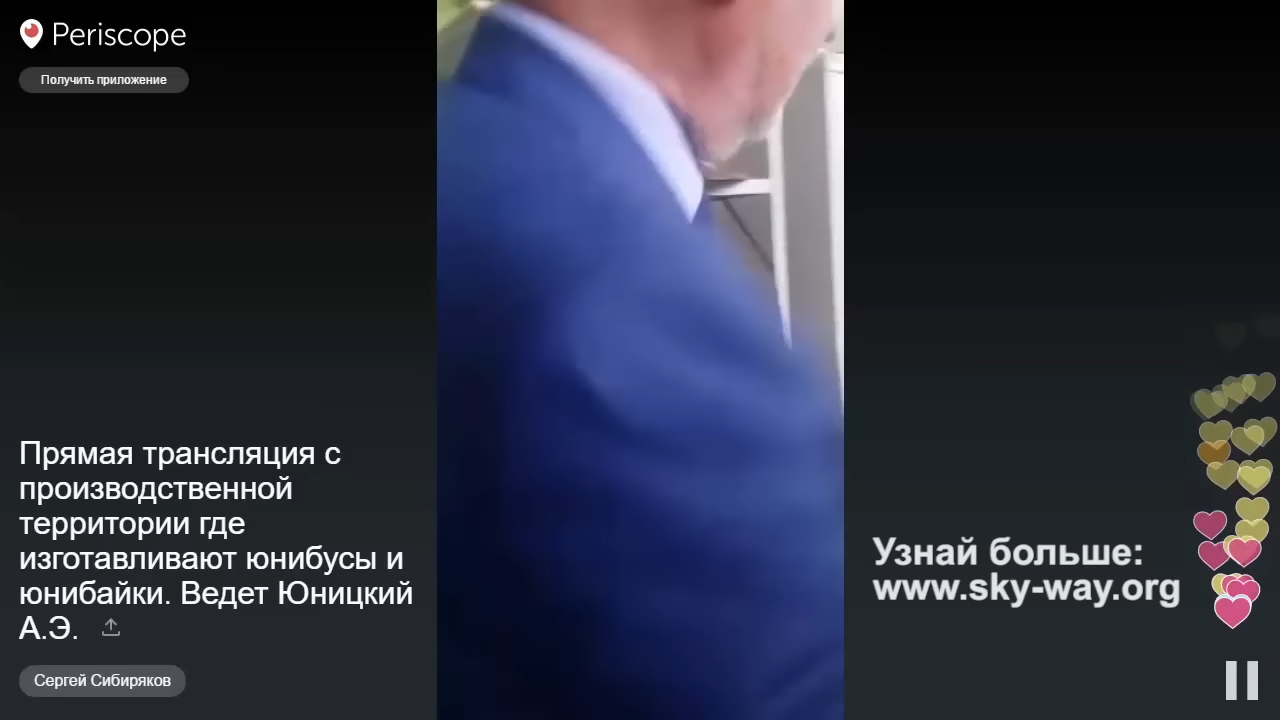 Periscope
Получить приложение
Прямая трансляция с
производственной
территории где
изготавливают юнибусы и
юнибайки. Ведет Юницкий
А.Э.
Сергей Сибиряков
Узнай больше:
www.sky-way.org